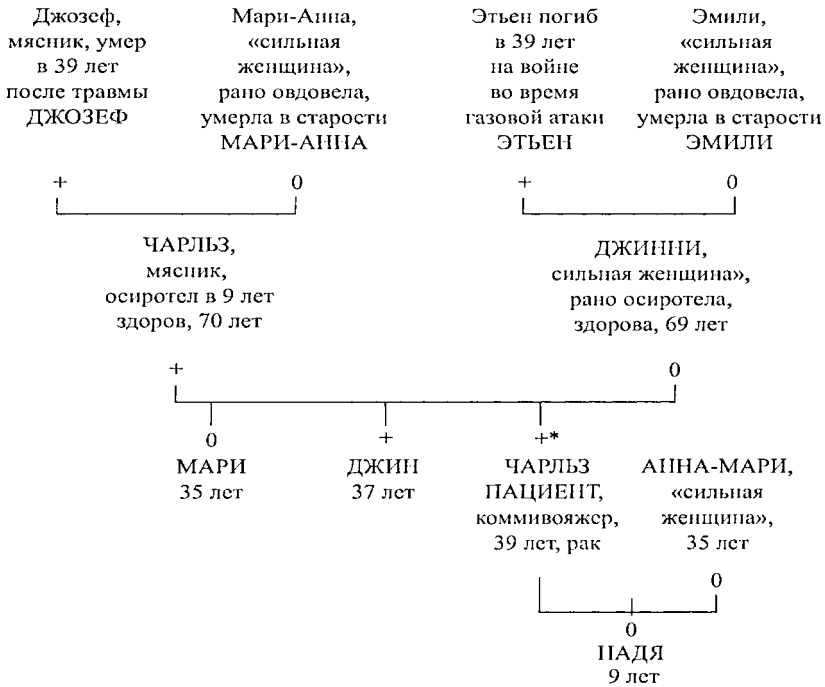 Джозеф,
мясник, умер
в 39 лет
после травмы
ДЖОЗЕФ
Мари-Анна,
«сильная
женщина»,
рано овдовела,
умерла в старости
МАРИ-АННА
Этьен погиб
в 39 лет
на войне
во время
газовой атаки
ЭТЬЕН
Эмили,
«сильная
женщина»,
рано овдовела,
умерла в старости
ЭМИЛИ
+
0
+
0
ЧАРЛЬЗ,
мясник,
осиротел в 9 лет
здоров, 70 лет
ДЖИННИ,
сильная женщина»,
рано осиротела,
здорова, 69 лет
+
0
0
МАРИ
35 лет
+
ДЖИН
37 лет
+*
ЧАРЛЬЗ
ПАЦИЕНТ,
коммивояжер,
39 лет, рак
АННА-МАРИ,
«сильная
женщина»,
35 лет
0
0
НАДЯ
9 лет